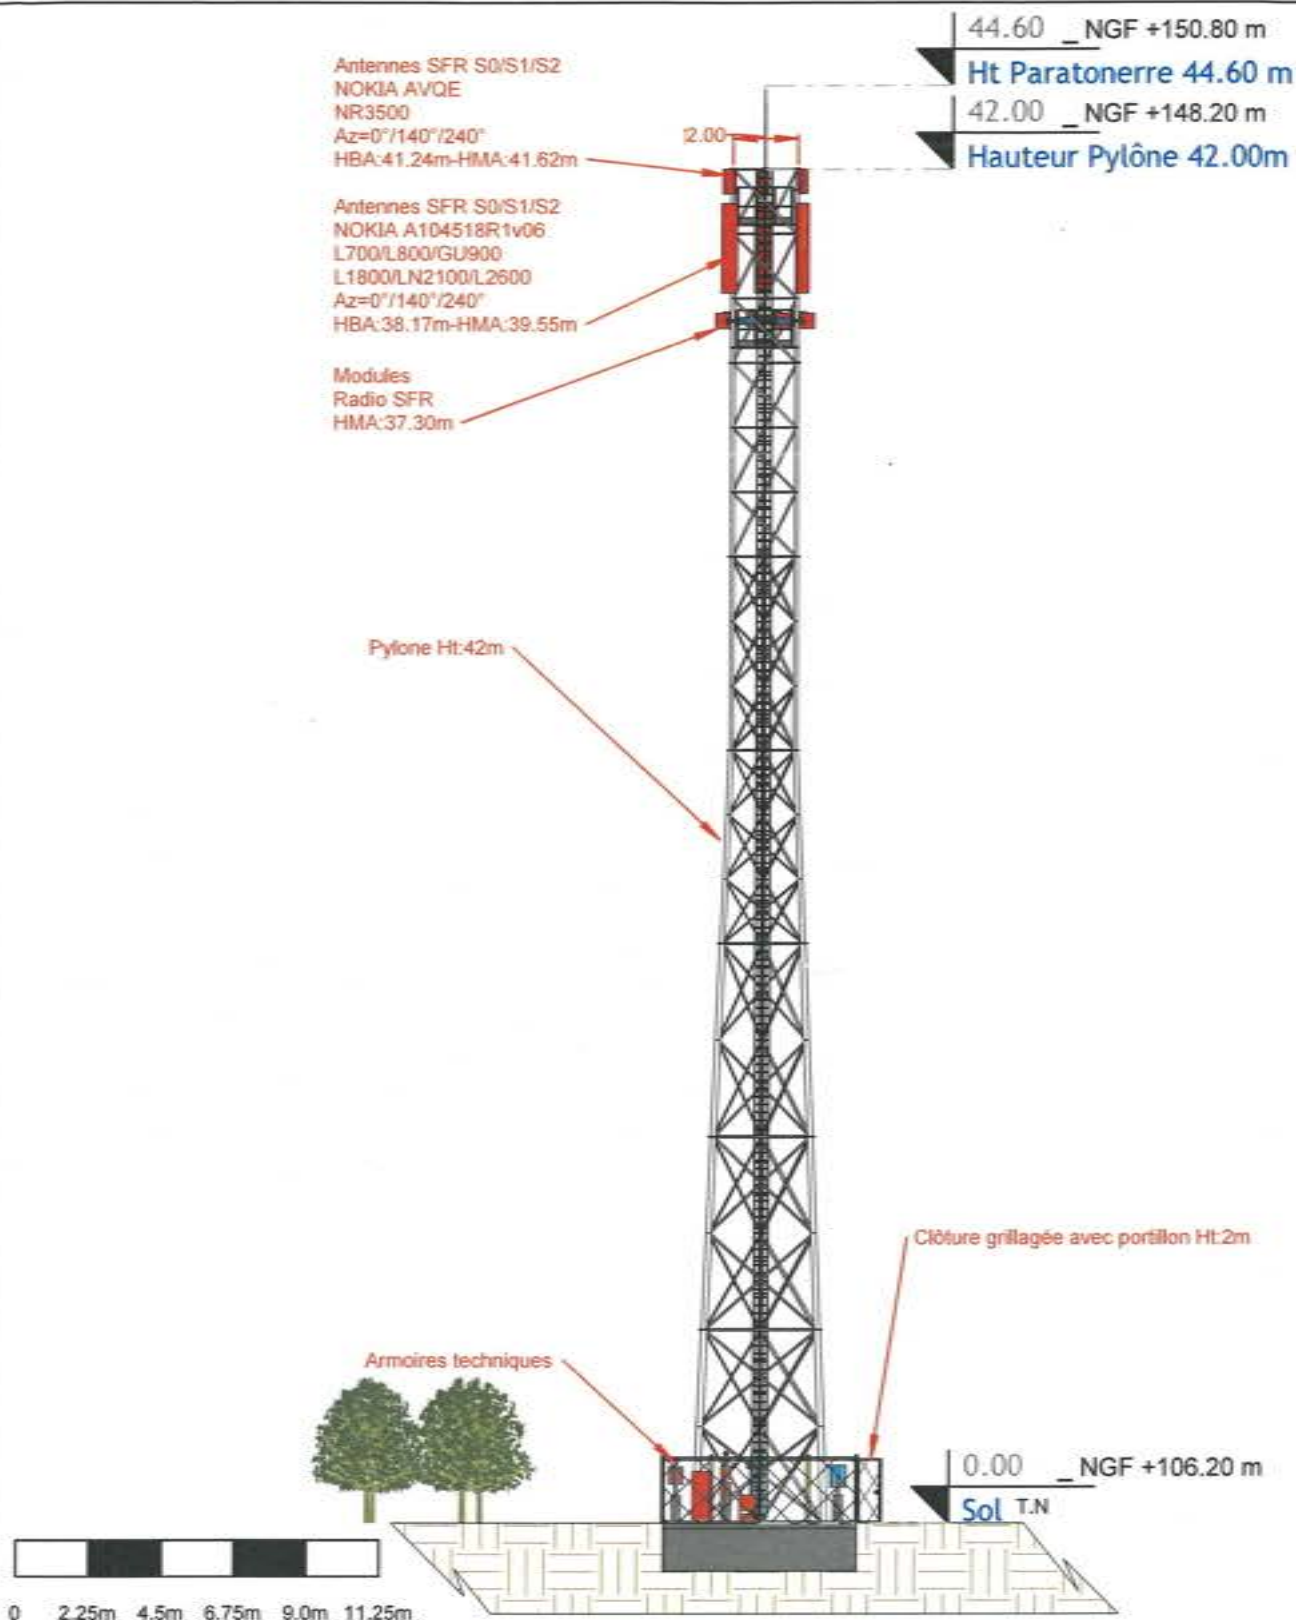 44.60 _ NGF +150.80 m
Ht Paratonerre 44.60 m
42.00 _ NGF +148.20 m
Hauteur Pylône 42.00m
Antennes SFR S0/S1/S2
NOKIA AVQE
NR3500
Az=0°/140°/240°
HBA:41.24m-HMA:41.62m
2.00
Antennes SFR S0/S1/S2
NOKIA A104518R1v06
L700/L800/GU900
L1800/LN2100/L2600
Az=0°/140°/240°
HBA:38.17m-HMA:39.55m
Modules
Radio SFR
HMA:37.30m
Pylone Ht:42m
Clôture grillagée avec portillon Ht:2m
Armoires techniques
0.00 _ NGF +106.20 m
Sol T.N
0 2.25m 4.5m 6.75m 9.0m 11.25m